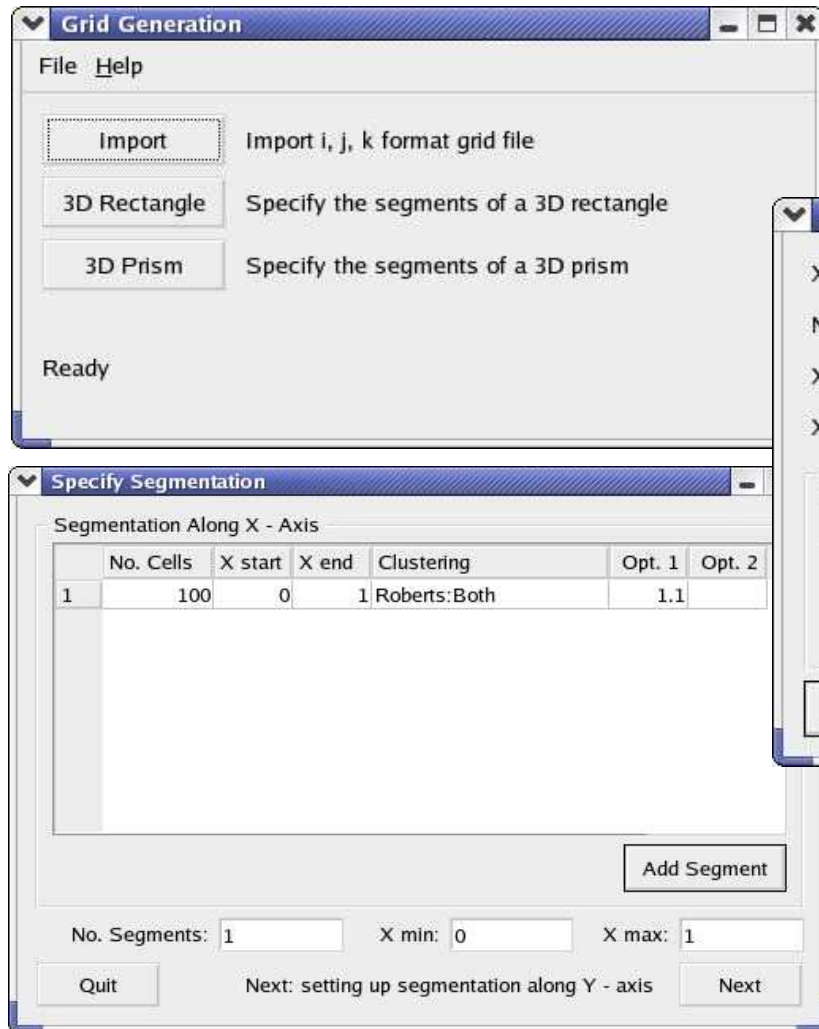 Grid Generation
File Help
Import Import i, j, k format grid file
3D Rectangle Specify the segments of a 3D rectangle
3D Prism Specify the segments of a 3D prism
Ready
Specify Segmentation
Segmentation Along X - Axis
No. Cells X start X end Clustering Opt. 1 Opt. 2
1 100 0 1 Roberts:Both 1.1
Add Segment
No. Segments: 1 X min: 0 X max: 1
Quit Next: setting up segmentation along Y - axis Next